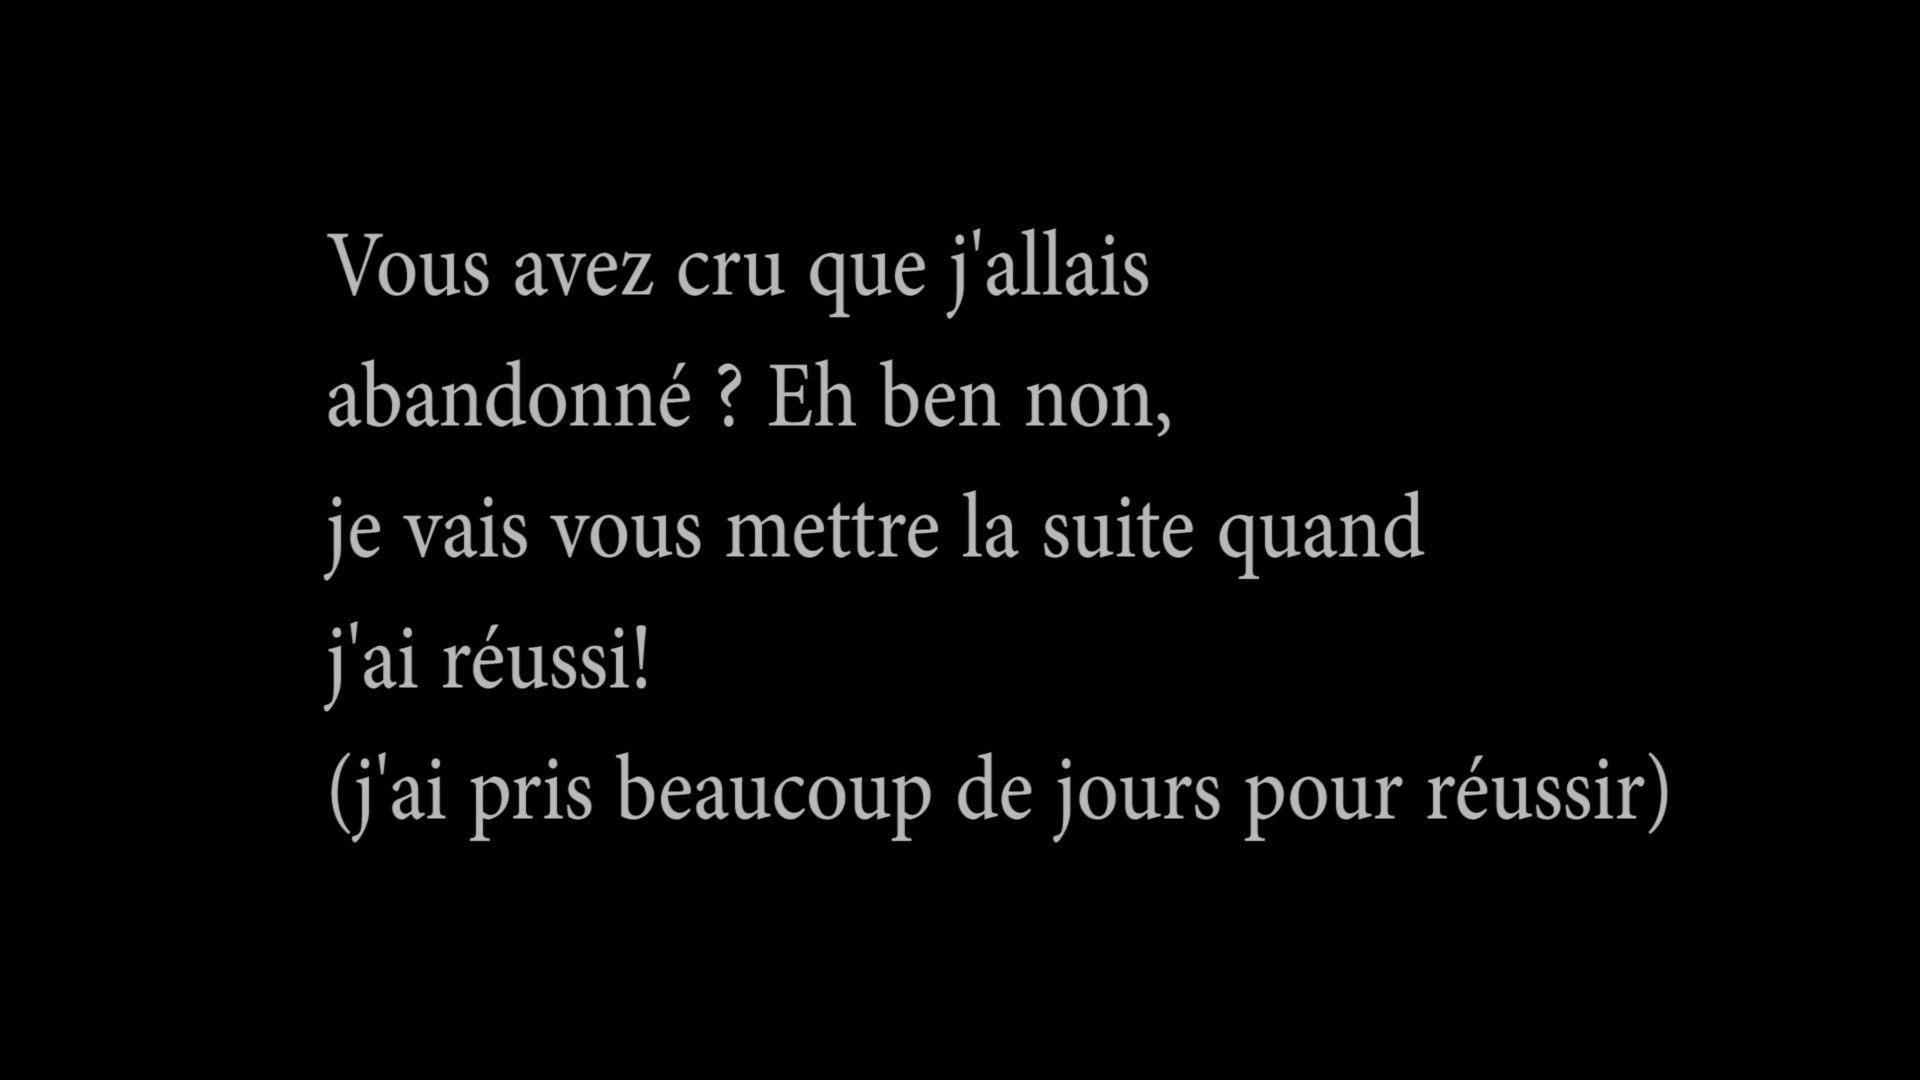 Vous avez cru que j'allais
abandonné ? Eh ben non,
je vais vous mettre la suite quand
j'ai réussi!
(j'ai pris beaucoup de jours pour réussir)